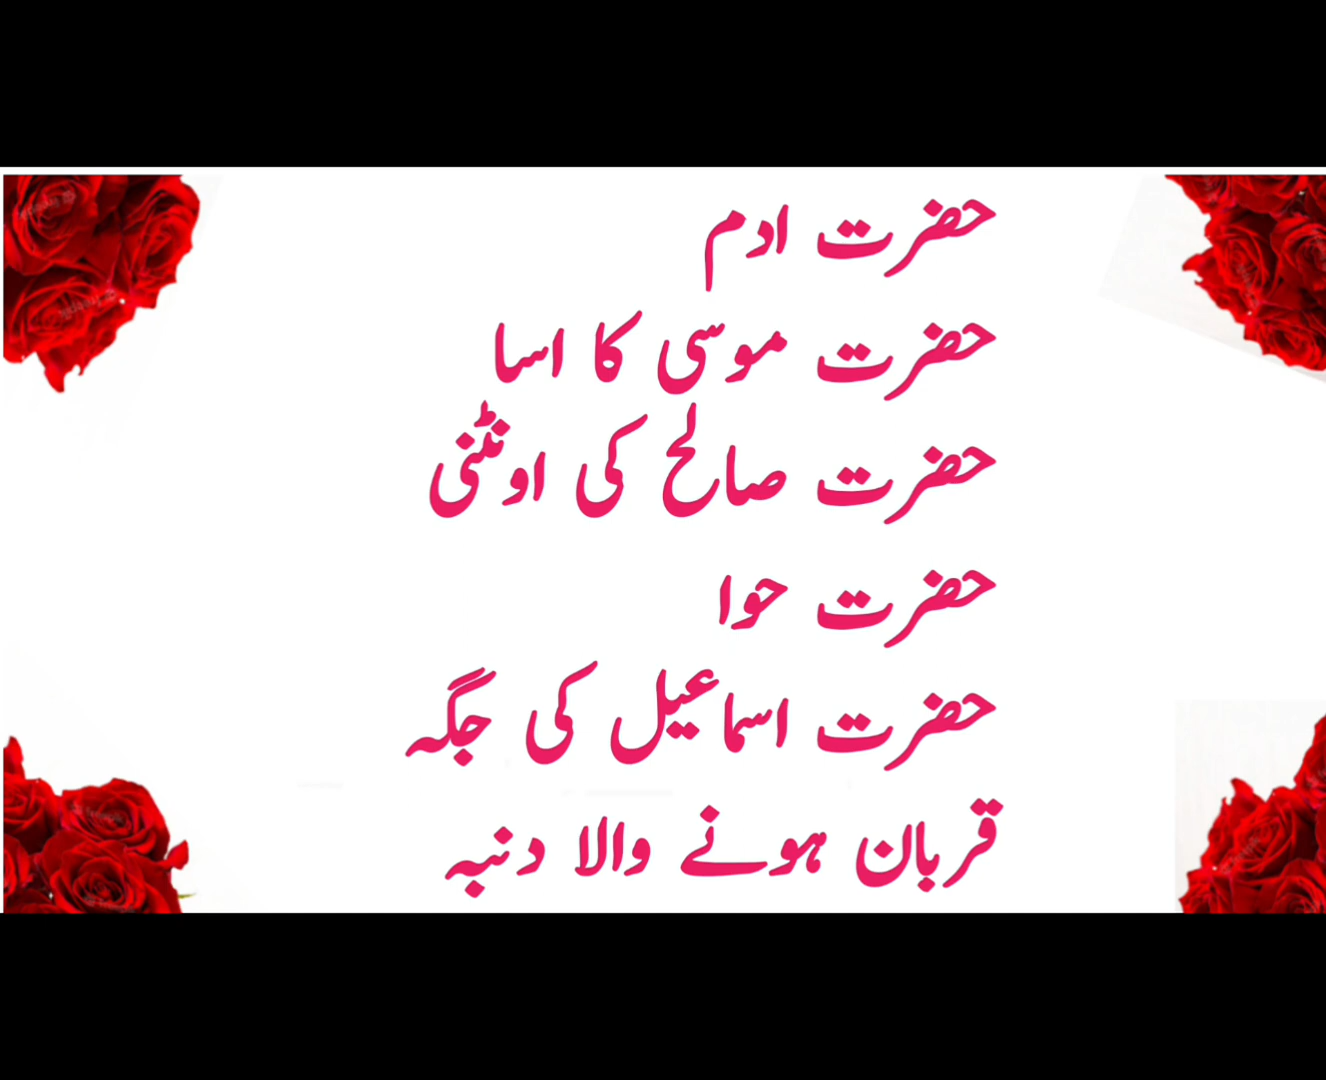 حضرت ادم
حضرت موسی کا اسا
حضرت صالح کی اونٹنی
حضرت حوا
حضرت اسماعیل کی جگہ
قربان ہونے والا دنبہ